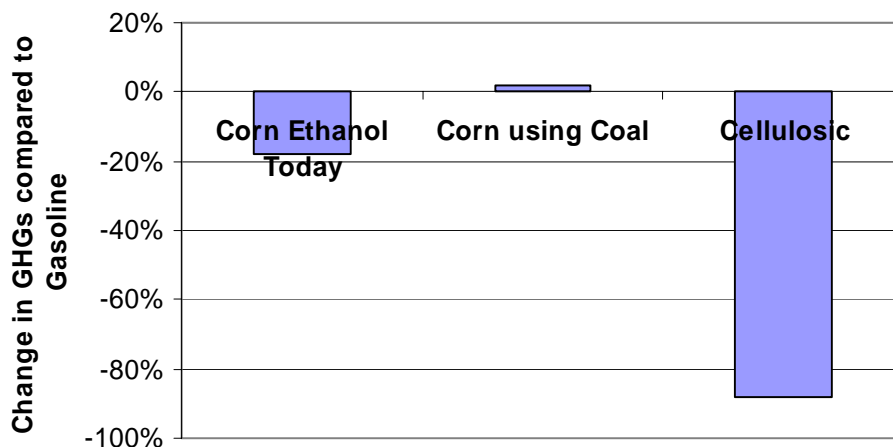 Change in GHGs compared to
Gasoline
20%
0%
-20%
-40%
-60%
-80%
-100%
Corn Ethanol
Today
Corn using Coal
Cellulosic